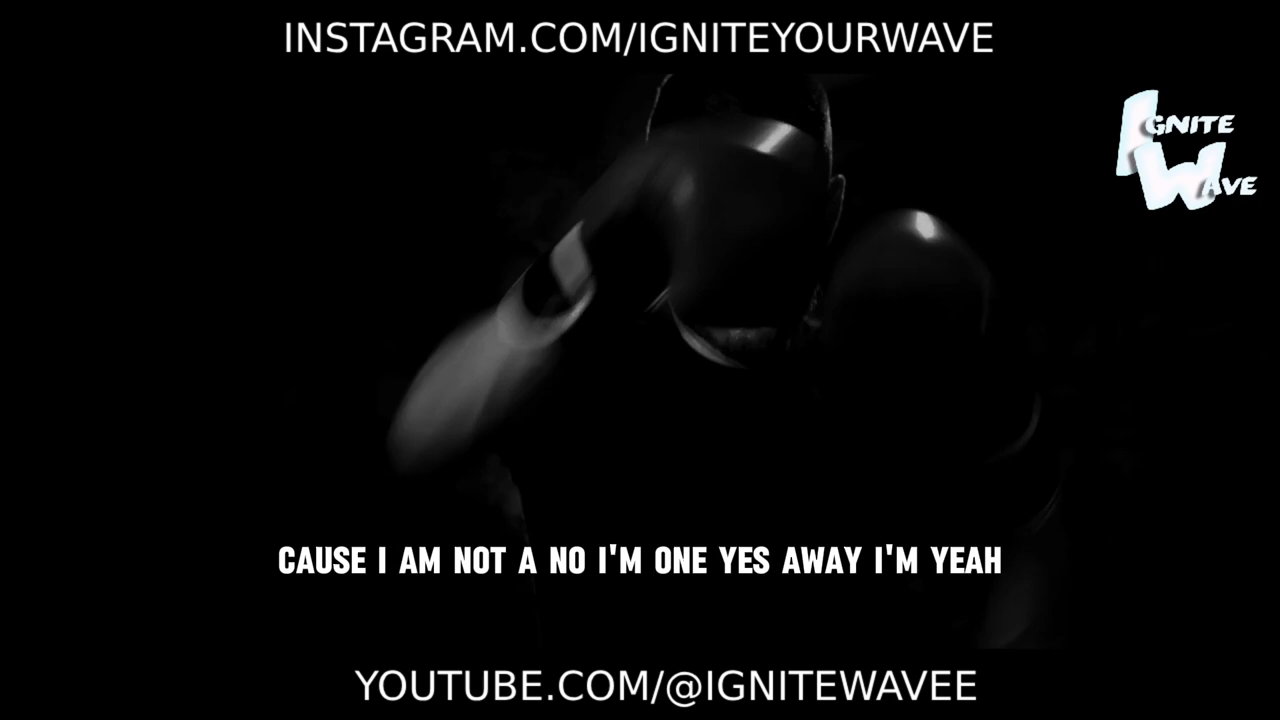 INSTAGRAM.COM/IGNITEYOURWAVE
IGNITE
WAVE
CAUSE I AM NOT A NO I'M ONE YES AWAY I'M YEAH
YOUTUBE.COM/@IGNITEWAVEE